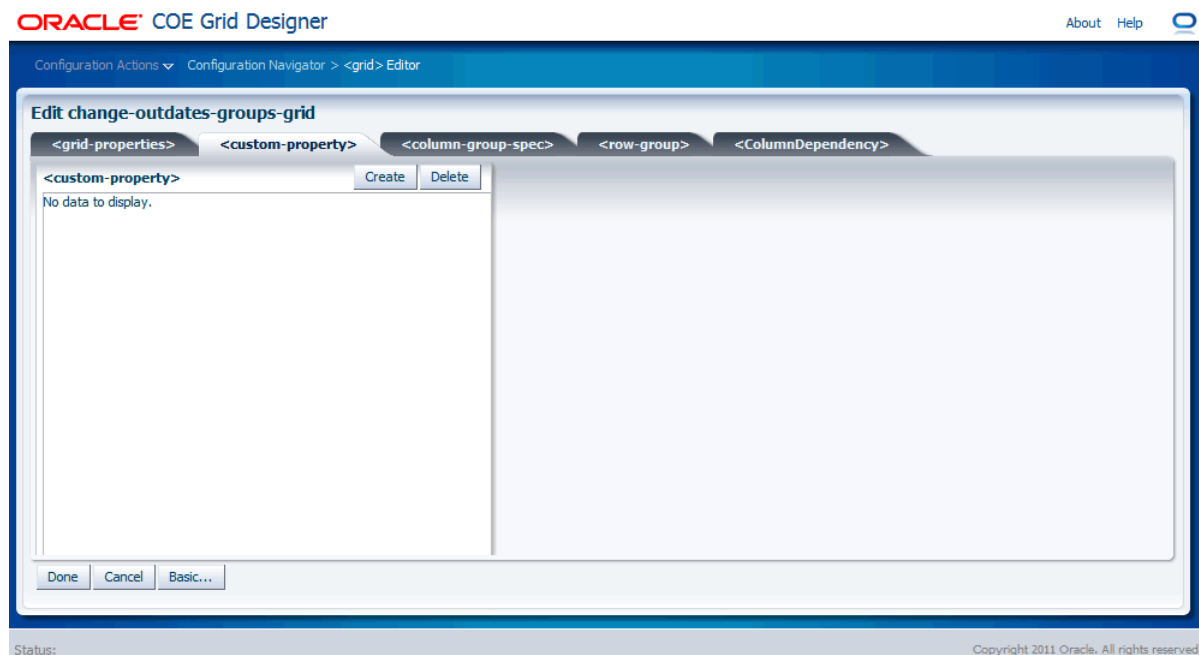 ORACLE COE Grid Designer
About Help
Configuration Actions Configuration Navigator > <grid> Editor
Edit change-outdates-groups-grid
<grid-properties> <custom-property> <column-group-spec> <row-group> <ColumnDependency>
<custom-property> Create Delete
No data to display.
Done Cancel Basic...
Status:
Copyright 2011 Oracle. All rights reserved